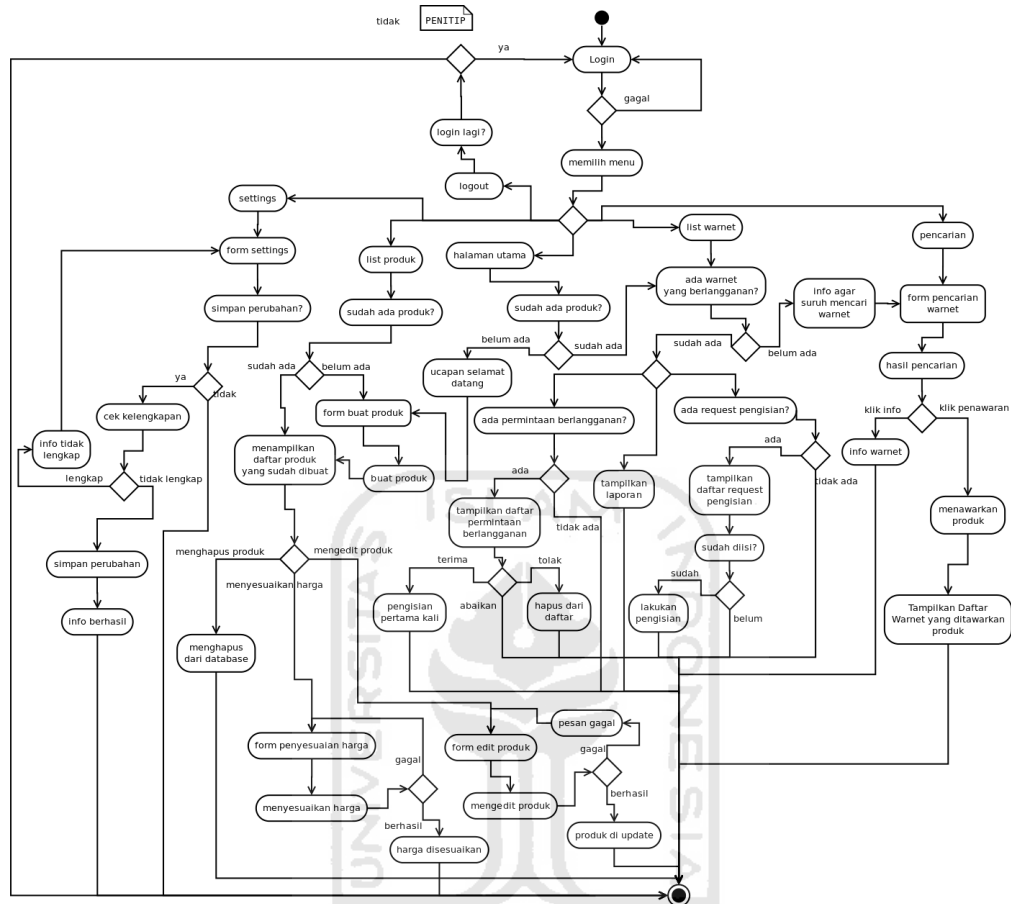 tidak
PENITIP
ya
Login
gagal
login lagi?
memilih menu
logout
settings
list warnet
pencarian
form settings
list produk
halaman utama
ada warnet
yang berlangganan?
info agar
suruh mencari
warnet
form pencarian
warnet
simpan perubahan?
sudah ada produk?
sudah ada produk?
belum ada
sudah ada
sudah ada
belum ada
hasil pencarian
sudah ada
belum ada
ucapan selamat
datang
ya
tidak
cek kelengkapan
form buat produk
ada permintaan berlangganan?
ada request pengisian?
klik info
klik penawaran
info tidak
lengkap
menampilkan
daftar produk
yang sudah dibuat
buat produk
ada
tampilkan
laporan
ada
tampilkan
daftar request
pengisian
tidak ada
info warnet
lengkap
tidak lengkap
tampilkan daftar
permintaan
berlangganan
tidak ada
menawarkan
produk
sudah diisi?
simpan perubahan
menghapus produk
mengedit produk
menyesuaikan harga
terima
tolak
abaikan
sudah
belum
info berhasil
pengisian
pertama kali
hapus dari
daftar
lakukan
pengisian
Tampilkan Daftar
Warnet yang ditawarkan
produk
menghapus
dari database
pesan gagal
form penyesuaian harga
form edit produk
gagal
gagal
menyesuaikan harga
mengedit produk
berhasil
berhasil
produk di update
harga disesuaikan
UNIVERSITAS
ISLAM
INDONESIA